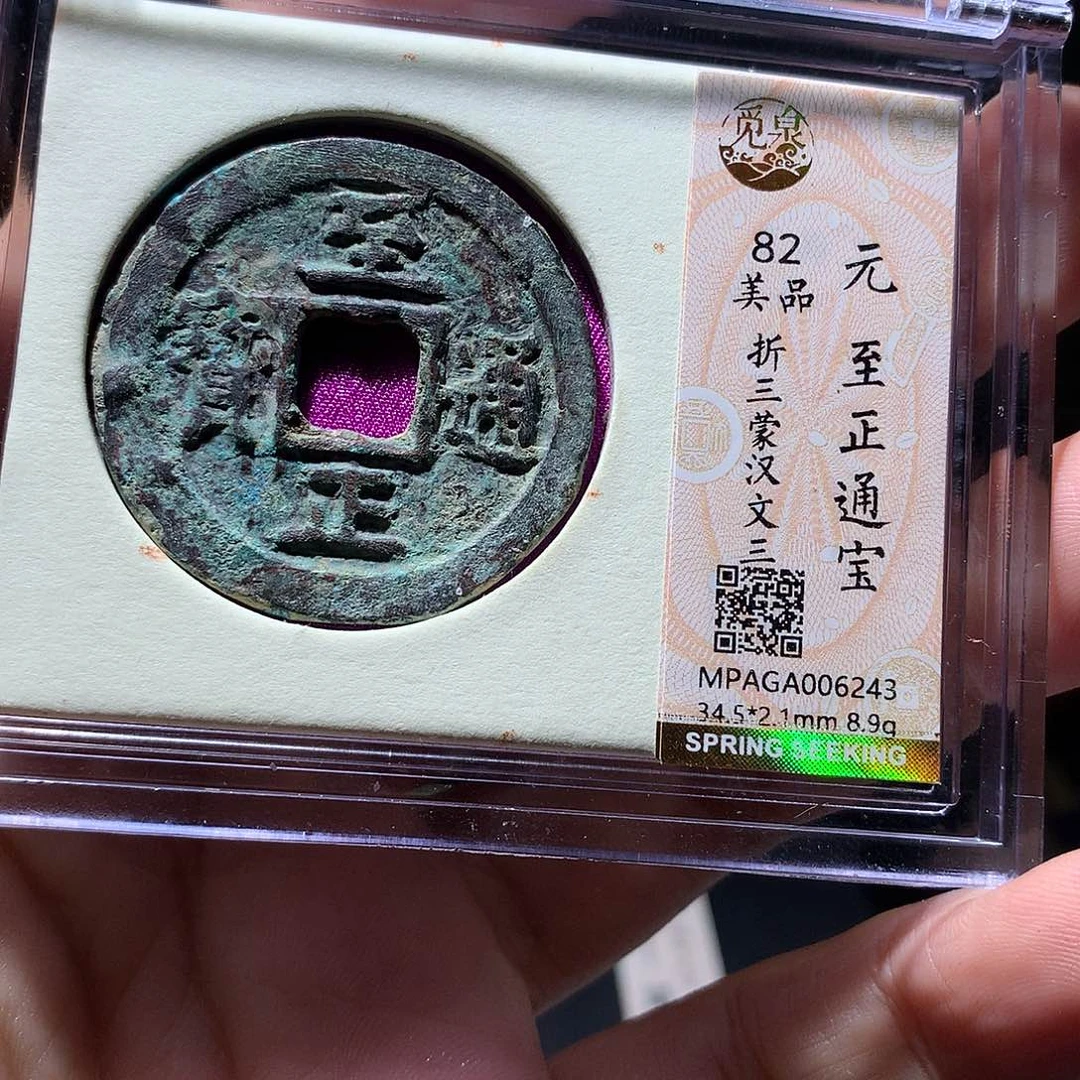 至正通寳
觅泉
元 至正通宝
82
美品
折三蒙汉文三
MPAGA006243
34.5*2.1mm 8.9g
SPRING SEEKING